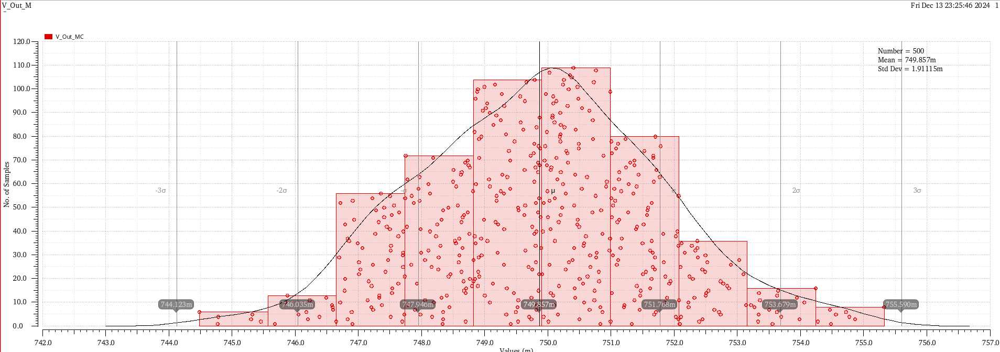 V_Out_M
Fri Dec 13 23:25:46 2024 1
V_Out_MC
120.0
110.0
100.0
90.0
80.0
70.0
60.0
50.0
40.0
30.0
20.0
10.0
0.0
No. of Samples
Number = 500
Mean = 749.857m
Std Dev = 1.91115m
-3σ
-2σ
-σ
μ
σ
2σ
3σ
744.123m
746.035m
747.946m
749.857m
751.768m
753.679m
755.590m
742.0 743.0 744.0 745.0 746.0 747.0 748.0 749.0 750.0 751.0 752.0 753.0 754.0 755.0 756.0 757.0
Values (m)